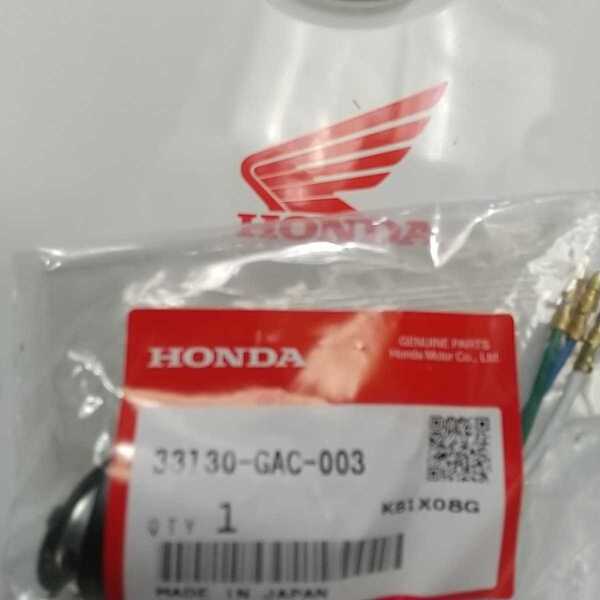 HONDA
HONDA
GENUINE PARTS
Honda Motor Co., Ltd.
33130-GAC-003
QTY 1
K81X08G
MADE IN JAPAN